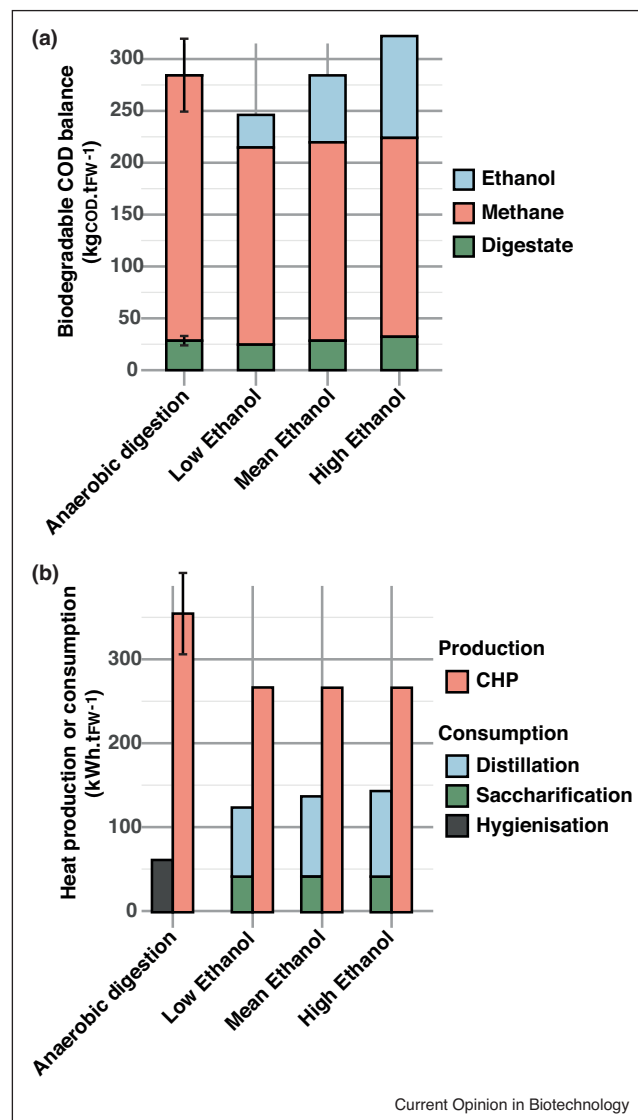 (a)
Biodegradable COD balance
(kgCOD.tFW-1)
300
250
200
150
100
50
0
Ethanol
Methane
Digestate
Anaerobic digestion
Low Ethanol
Mean Ethanol
High Ethanol
(b)
Heat production or consumption
(kWh.tFW-1)
300
200
100
0
Production
CHP
Consumption
Distillation
Saccharification
Hygienisation
Anaerobic digestion
Low Ethanol
Mean Ethanol
High Ethanol
Current Opinion in Biotechnology